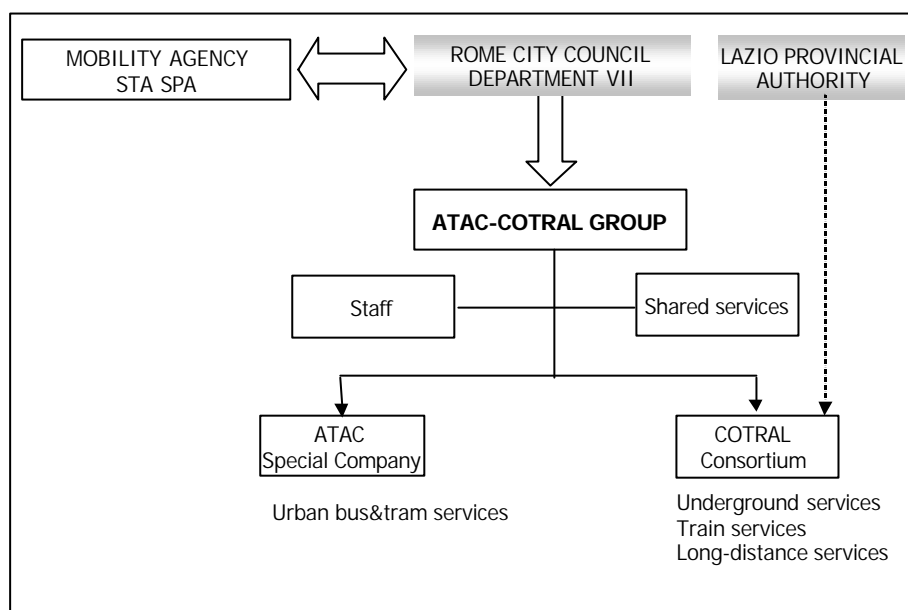 MOBILITY AGENCY
STA SPA
ROME CITY COUNCIL
DEPARTMENT VII
LAZIO PROVINCIAL
AUTHORITY
ATAC-COTRAL GROUP
Staff
Shared services
ATAC
Special Company
COTRAL
Consortium
Urban bus&tram services
Underground services
Train services
Long-distance services